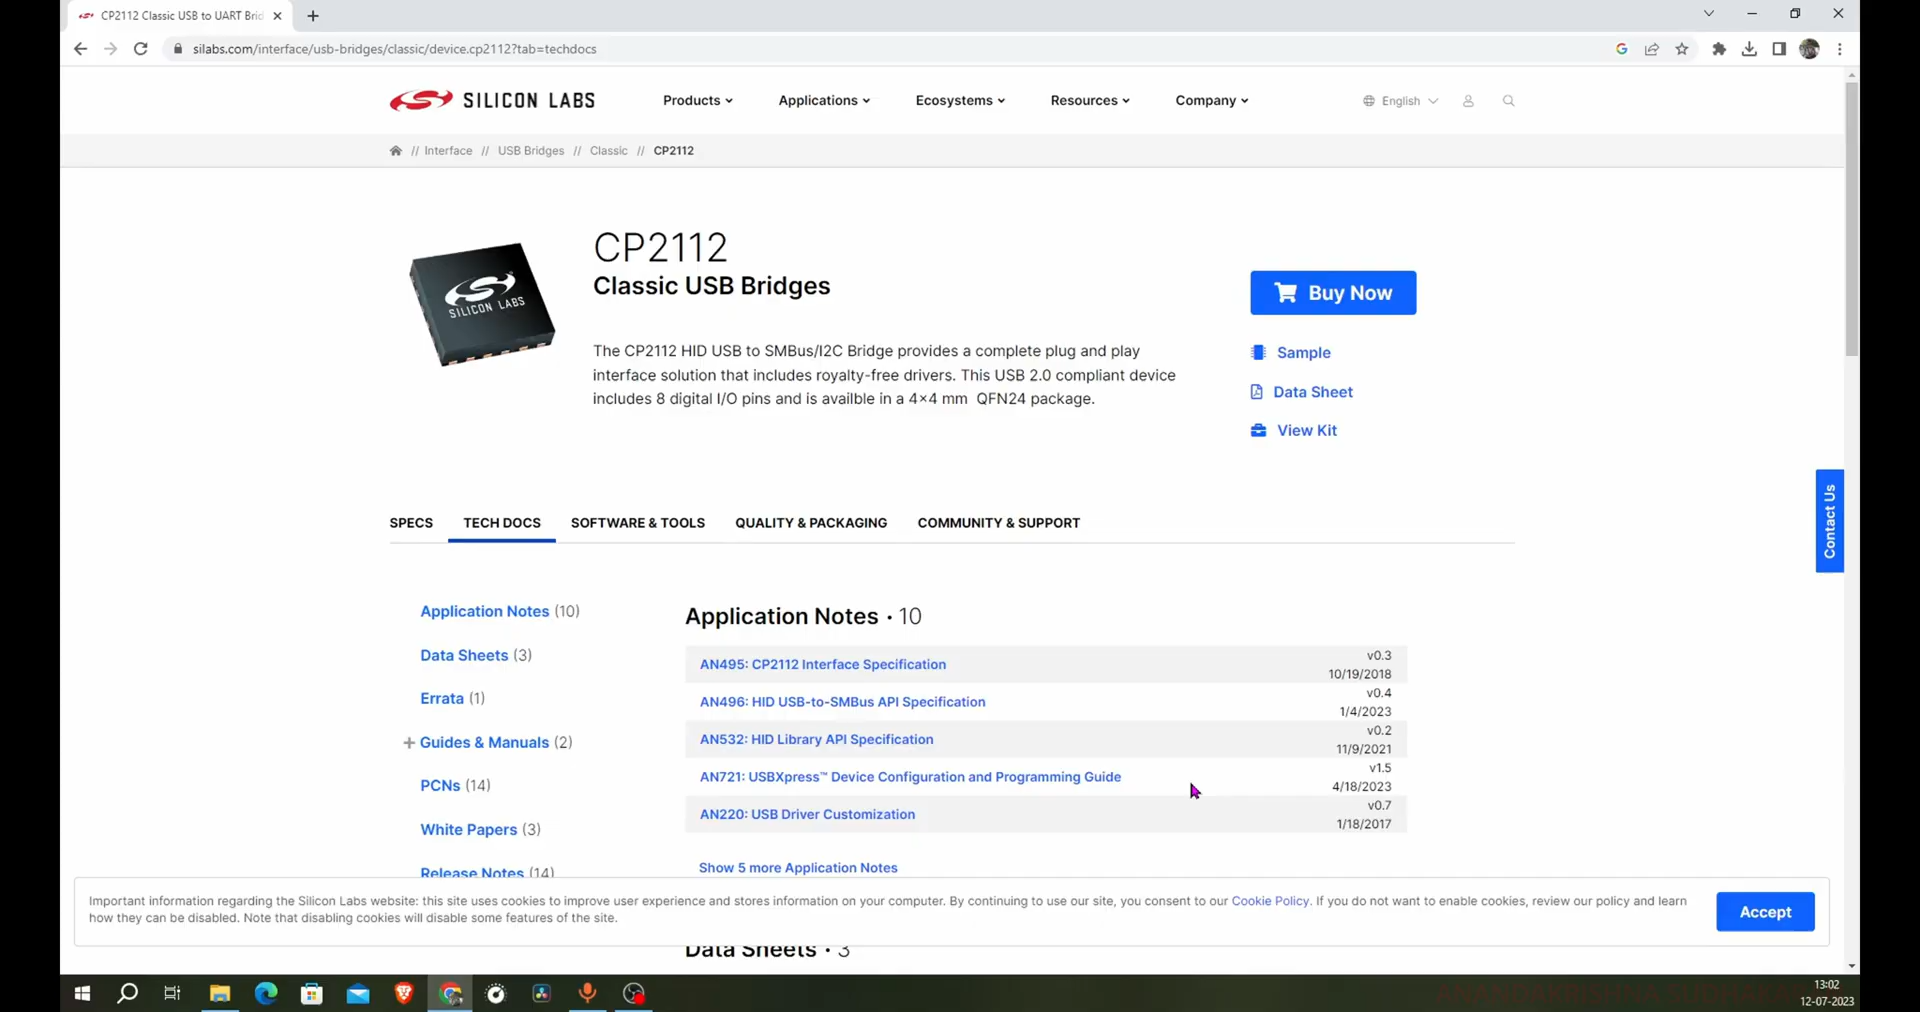 CP2112 Classic USB to UART Brid
silabs.com/interface/usb-bridges/classic/device.cp2112?tab=techdocs
SILICON LABS
Products
Applications
Ecosystems
Resources
Company
English
// Interface // USB Bridges // Classic // CP2112
SILICON LABS
CP2112
Classic USB Bridges
The CP2112 HID USB to SMBus/I2C Bridge provides a complete plug and play
interface solution that includes royalty-free drivers. This USB 2.0 compliant device
includes 8 digital I/O pins and is availble in a 4×4 mm QFN24 package.
Buy Now
Sample
Data Sheet
View Kit
Contact Us
SPECS
TECH DOCS
SOFTWARE & TOOLS
QUALITY & PACKAGING
COMMUNITY & SUPPORT
Application Notes (10)
Data Sheets (3)
Errata (1)
+ Guides & Manuals (2)
PCNs (14)
White Papers (3)
Release Notes (14)
Application Notes • 10
AN495: CP2112 Interface Specification
v0.3
10/19/2018
AN496: HID USB-to-SMBus API Specification
v0.4
1/4/2023
AN532: HID Library API Specification
v0.2
11/9/2021
AN721: USBXpress™ Device Configuration and Programming Guide
v1.5
4/18/2023
AN220: USB Driver Customization
v0.7
1/18/2017
Show 5 more Application Notes
Important information regarding the Silicon Labs website: this site uses cookies to improve user experience and stores information on your computer. By continuing to use our site, you consent to our Cookie Policy. If you do not want to enable cookies, review our policy and learn
how they can be disabled. Note that disabling cookies will disable some features of the site.
Accept
Data Sheets • 3
13:02
12-07-2023